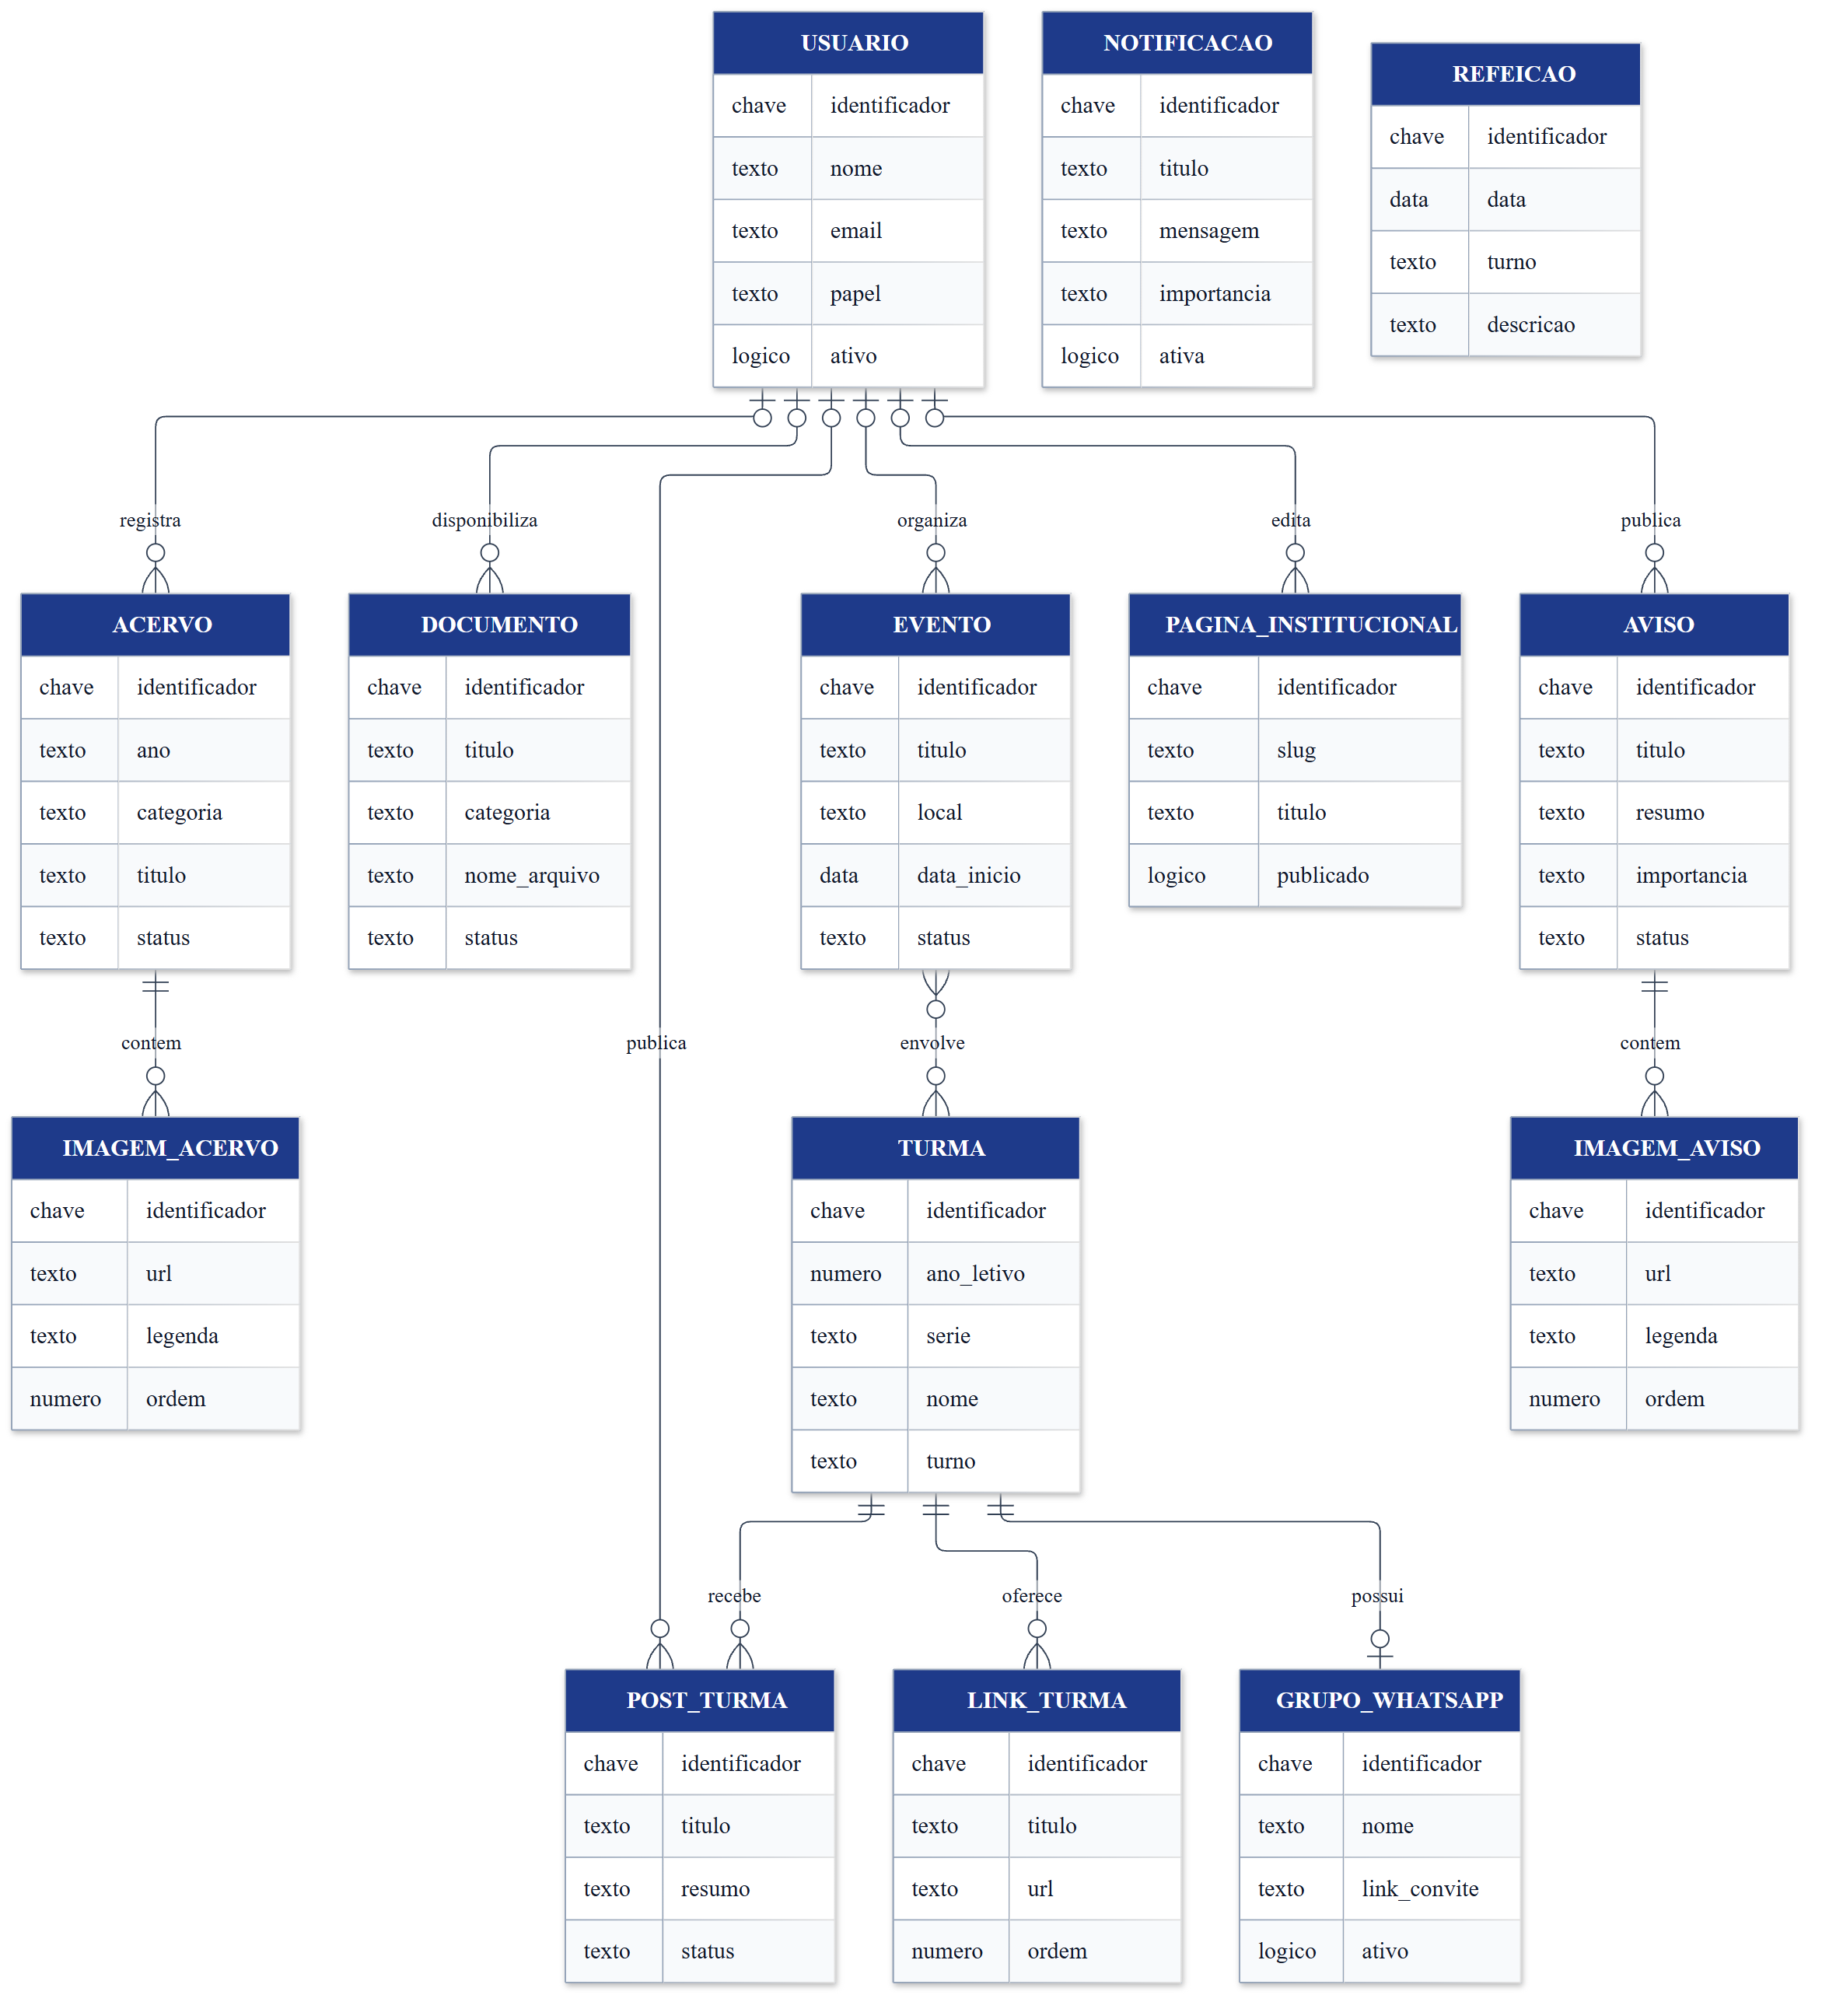 USUARIO
chave identificador
texto nome
texto email
texto papel
logico ativo
NOTIFICACAO
chave identificador
texto titulo
texto mensagem
texto importancia
logico ativa
REFEICAO
chave identificador
data data
texto turno
texto descricao
registra
disponibiliza
organiza
edita
publica
ACERVO
chave identificador
texto ano
texto categoria
texto titulo
texto status
DOCUMENTO
chave identificador
texto titulo
texto categoria
texto nome_arquivo
texto status
EVENTO
chave identificador
texto titulo
texto local
data data_inicio
texto status
PAGINA_INSTITUCIONAL
chave identificador
texto slug
texto titulo
logico publicado
AVISO
chave identificador
texto titulo
texto resumo
texto importancia
texto status
contem
publica
envolve
contem
IMAGEM_ACERVO
chave identificador
texto url
texto legenda
numero ordem
TURMA
chave identificador
numero ano_letivo
texto serie
texto nome
texto turno
IMAGEM_AVISO
chave identificador
texto url
texto legenda
numero ordem
recebe
oferece
possui
POST_TURMA
chave identificador
texto titulo
texto resumo
texto status
LINK_TURMA
chave identificador
texto titulo
texto url
numero ordem
GRUPO_WHATSAPP
chave identificador
texto nome
texto link_convite
logico ativo